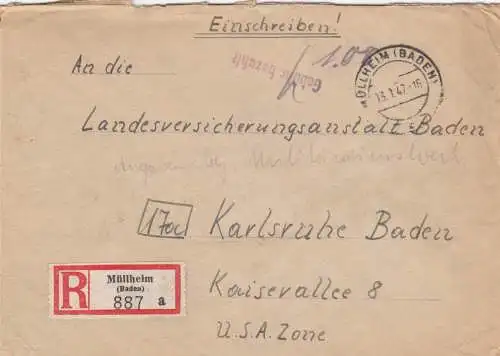 Einschreiben!
1.08
Gebühr bezahlt
MÜLLHEIM (BADEN)
13.1.47.-16
An die
Landesversicherungsanstalt Baden
17a Karlsruhe Baden
Kaiserallee 8
U.S.A. Zone
R Müllheim
(Baden)
887 a